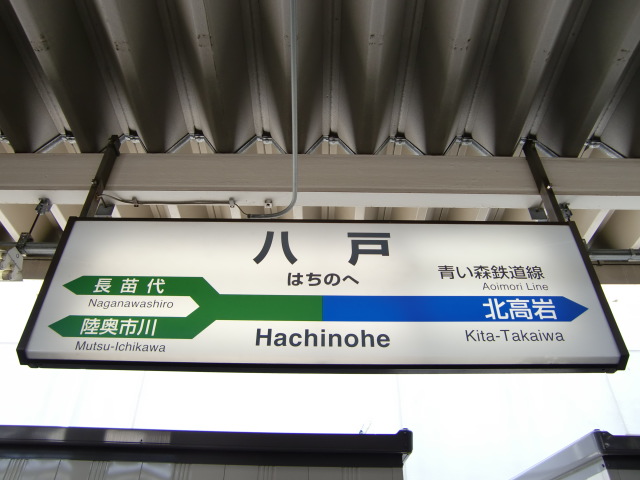 八戸
はちのへ
Hachinohe
長苗代
Naganawashiro
陸奥市川
Mutsu-Ichikawa
青い森鉄道線
Aoimori Line
北高岩
Kita-Takaiwa